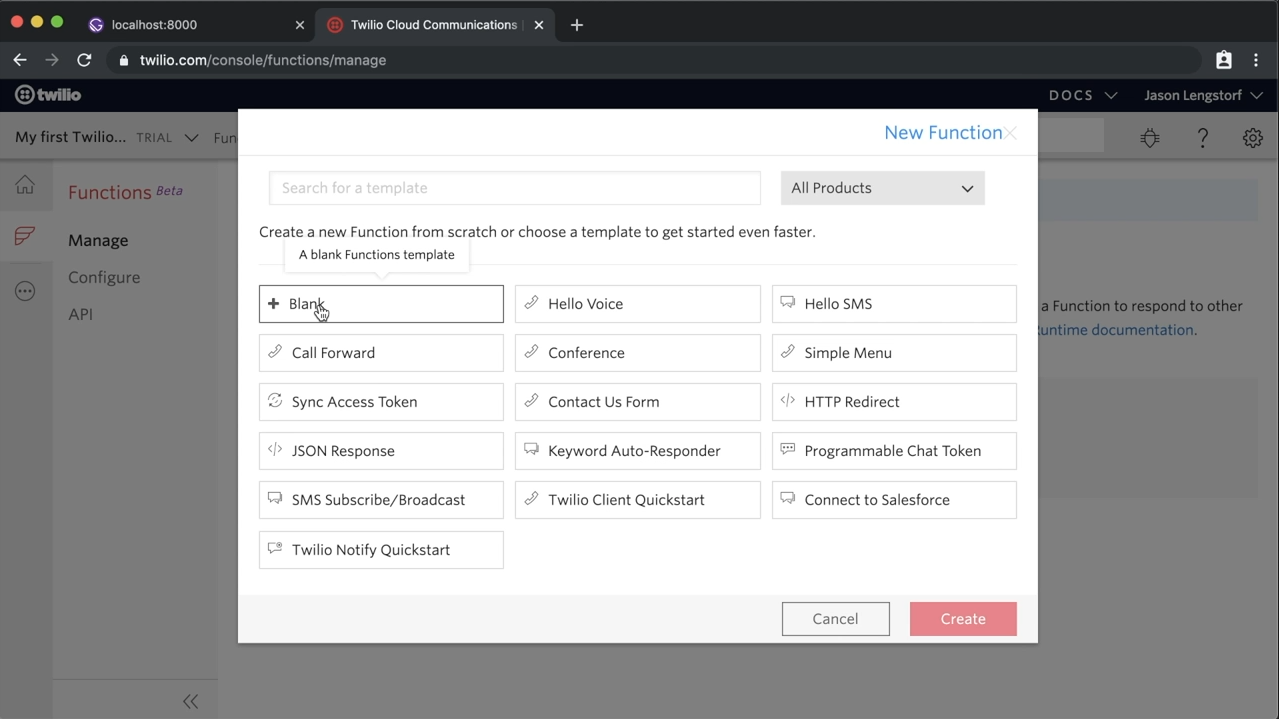 localhost:8000
Twilio Cloud Communications |
twilio.com/console/functions/manage
twilio
DOCS
Jason Lengstorf
My first Twilio... TRIAL
Fun
New Function
Functions Beta
Manage
Configure
API
Search for a template
All Products
Create a new Function from scratch or choose a template to get started even faster.
A blank Functions template
Blank
Hello Voice
Hello SMS
Call Forward
Conference
Simple Menu
Sync Access Token
Contact Us Form
HTTP Redirect
JSON Response
Keyword Auto-Responder
Programmable Chat Token
SMS Subscribe/Broadcast
Twilio Client Quickstart
Connect to Salesforce
Twilio Notify Quickstart
Cancel
Create
a Function to respond to other
untime documentation.